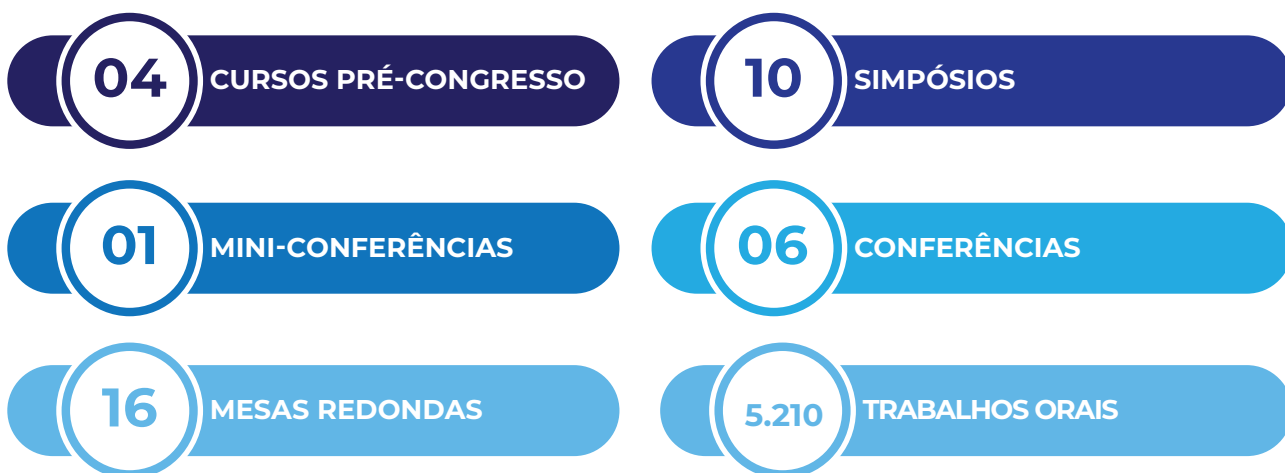 04 CURSOS PRÉ-CONGRESSO
10 SIMPÓSIOS
01 MINI-CONFERÊNCIAS
06 CONFERÊNCIAS
16 MESAS REDONDAS
5.210 TRABALHOS ORAIS